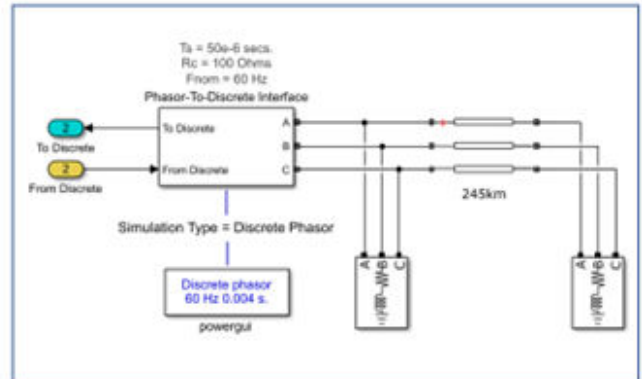 Ts = 50e-6 secs.
Rc = 100 Ohms
Fnom = 60 Hz
Phasor-To-Discrete Interface
2
To Discrete
To Discrete
A
B
C
2
From Discrete
From Discrete
245km
Simulation Type = Discrete Phasor
Discrete phasor
60 Hz 0.004 s.
powergui
A
B
C
A
B
C